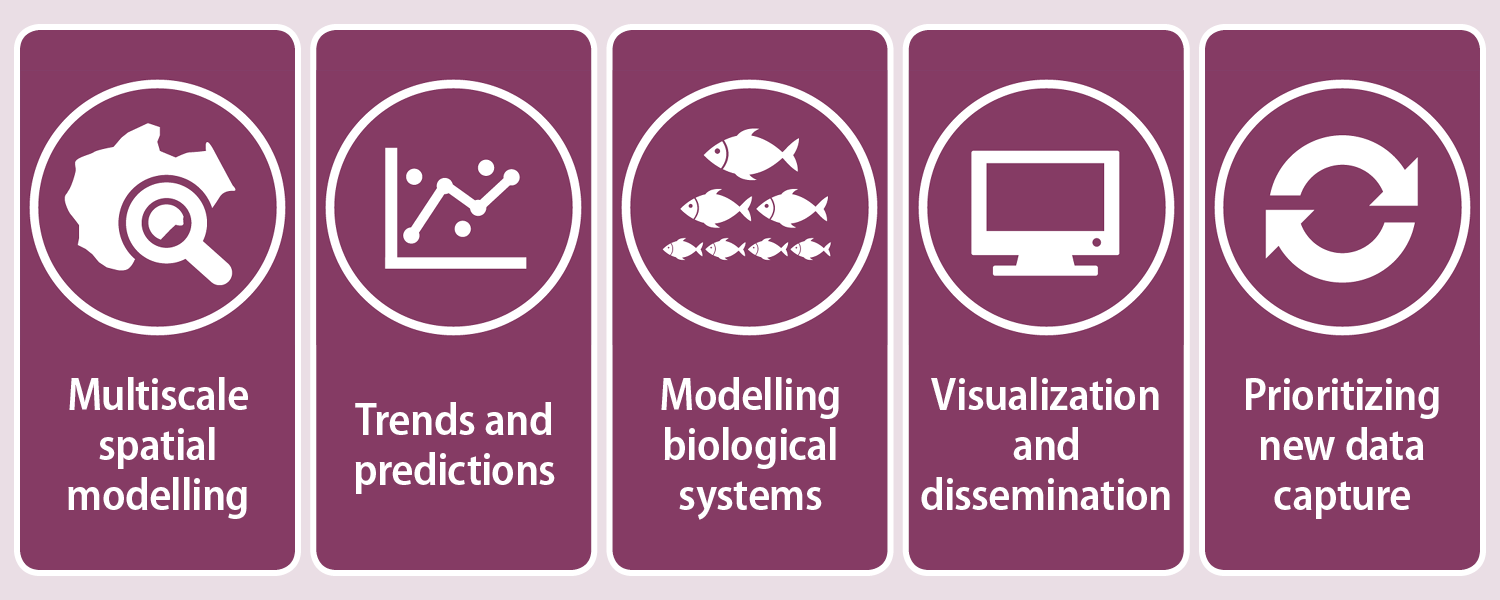 Multiscale
spatial
modelling
Trends and
predictions
Modelling
biological
systems
Visualization
and
dissemination
Prioritizing
new data
capture